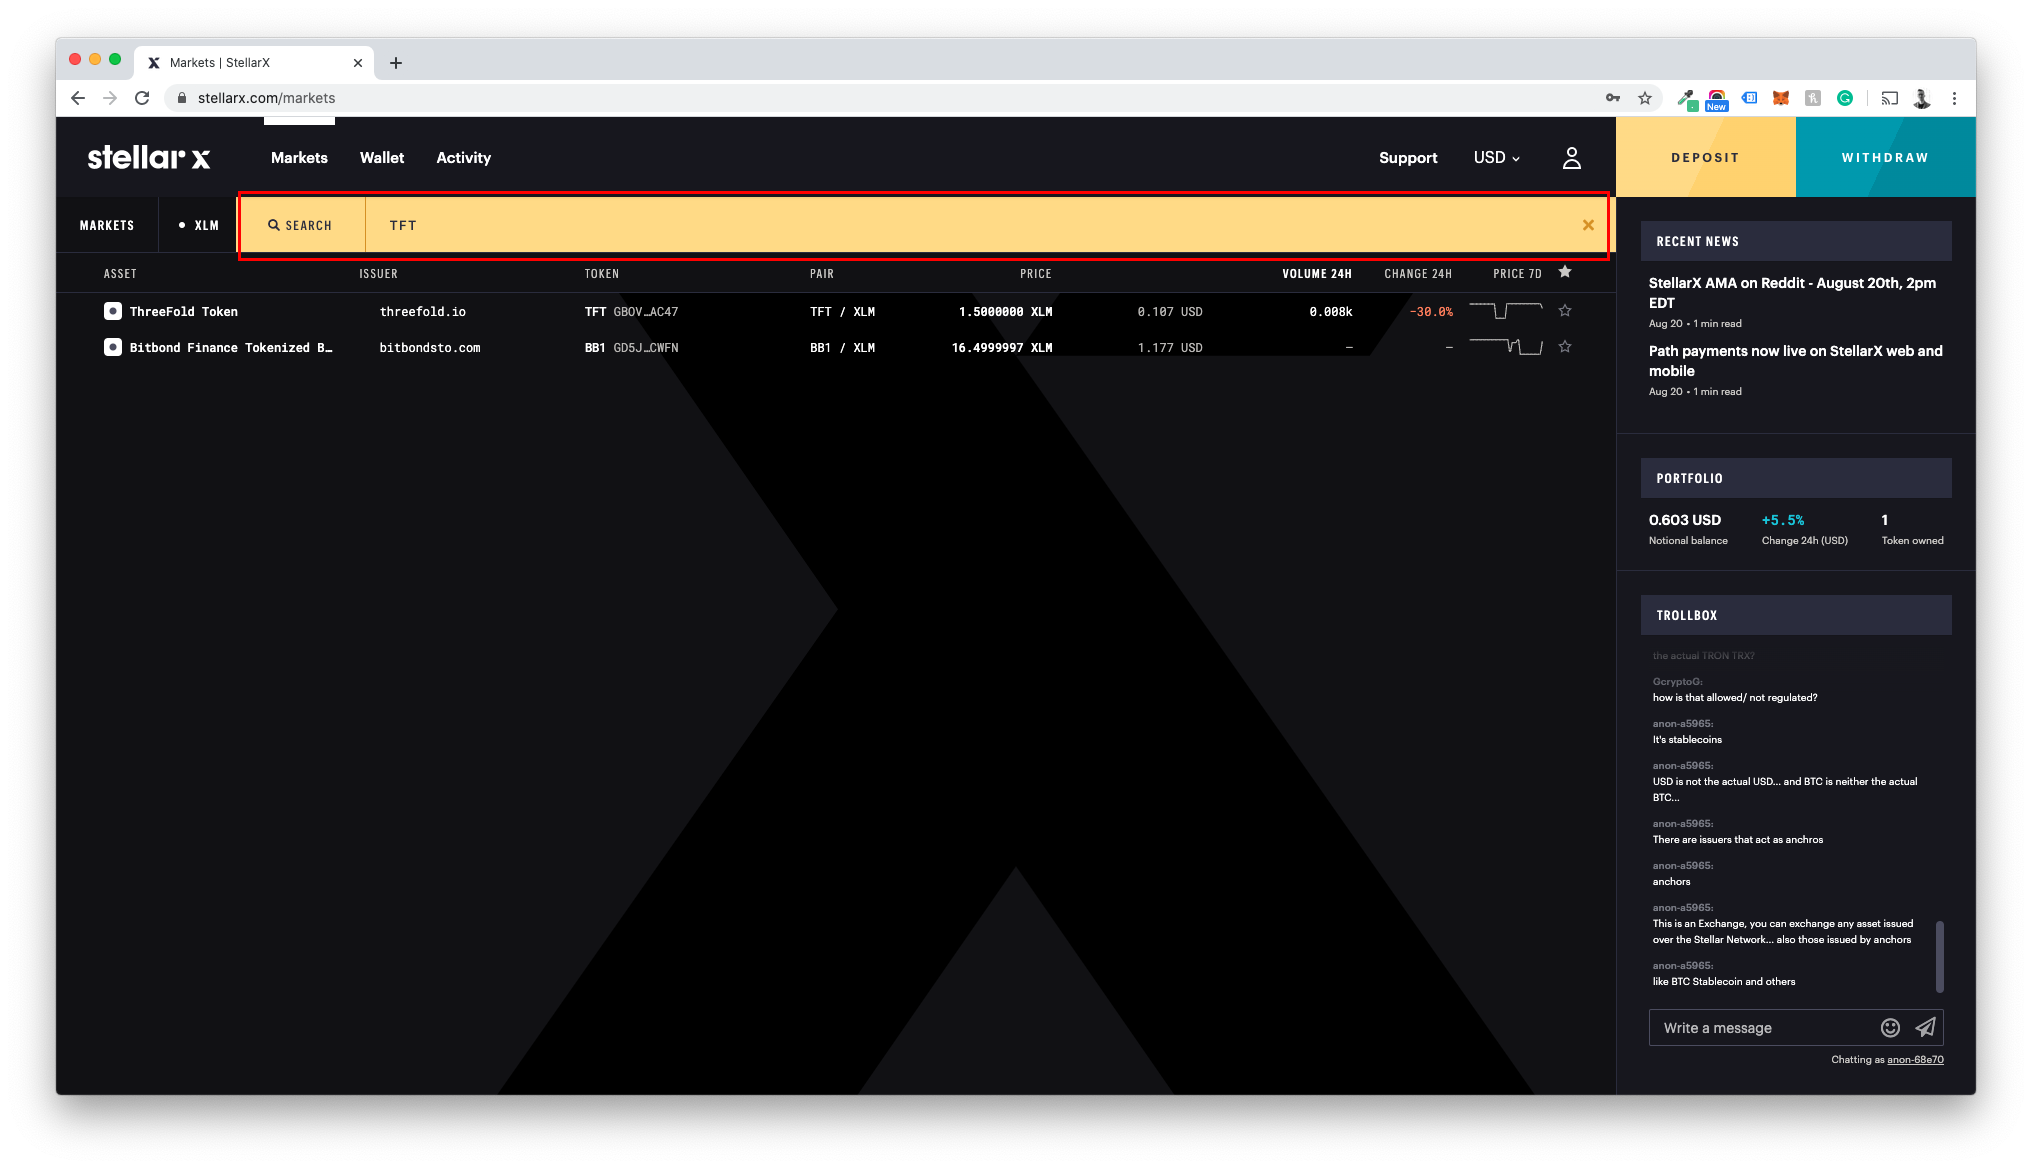 Markets | StellarX
stellarx.com/markets
New
stellar x
Markets
Wallet
Activity
Support
USD
DEPOSIT
WITHDRAW
MARKETS
XLM
SEARCH
TFT
ASSET ISSUER TOKEN PAIR PRICE VOLUME 24H CHANGE 24H PRICE 7D
ThreeFold Token threefold.io TFT GBOV…AC47 TFT / XLM 1.5000000 XLM 0.107 USD 0.008k -30.0%
Bitbond Finance Tokenized B… bitbondsto.com BB1 GD5J…CWFN BB1 / XLM 16.4999997 XLM 1.177 USD – –
RECENT NEWS
StellarX AMA on Reddit - August 20th, 2pm
EDT
Aug 20 • 1 min read
Path payments now live on StellarX web and
mobile
Aug 20 • 1 min read
PORTFOLIO
0.603 USD +5.5% 1
Notional balance Change 24h (USD) Token owned
TROLLBOX
the actual TRON TRX?
GcryptoG:
how is that allowed/ not regulated?
anon-a5965:
It's stablecoins
anon-a5965:
USD is not the actual USD... and BTC is neither the actual
BTC...
anon-a5965:
There are issuers that act as anchros
anon-a5965:
anchors
anon-a5965:
This is an Exchange, you can exchange any asset issued
over the Stellar Network... also those issued by anchors
anon-a5965:
like BTC Stablecoin and others
Write a message
Chatting as anon-68e70